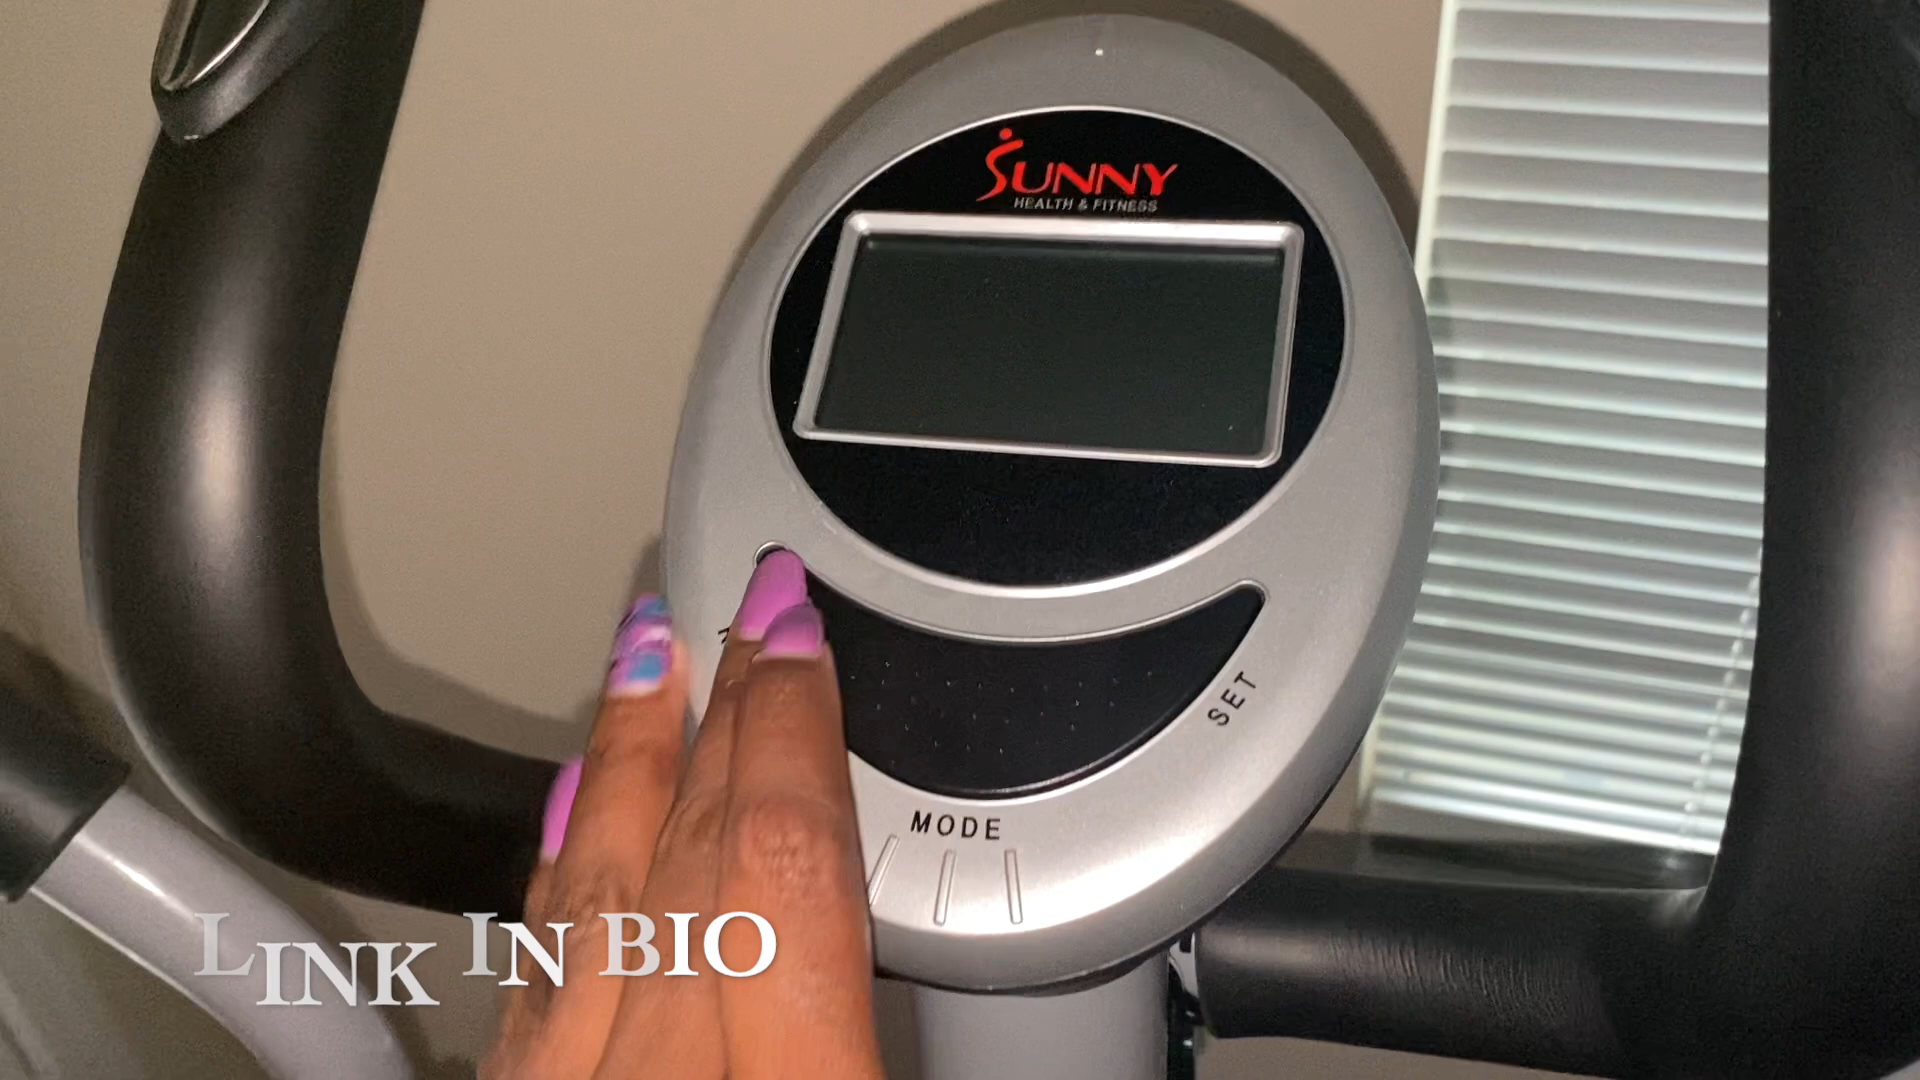 SUNNY
HEALTH & FITNESS
SET
MODE
LINK IN BIO